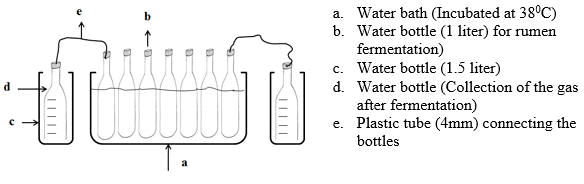 e
b
d
c
a
a. Water bath (Incubated at 38⁰C)
b. Water bottle (1 liter) for rumen
fermentation)
c. Water bottle (1.5 liter)
d. Water bottle (Collection of the gas
after fermentation)
e. Plastic tube (4mm) connecting the
bottles